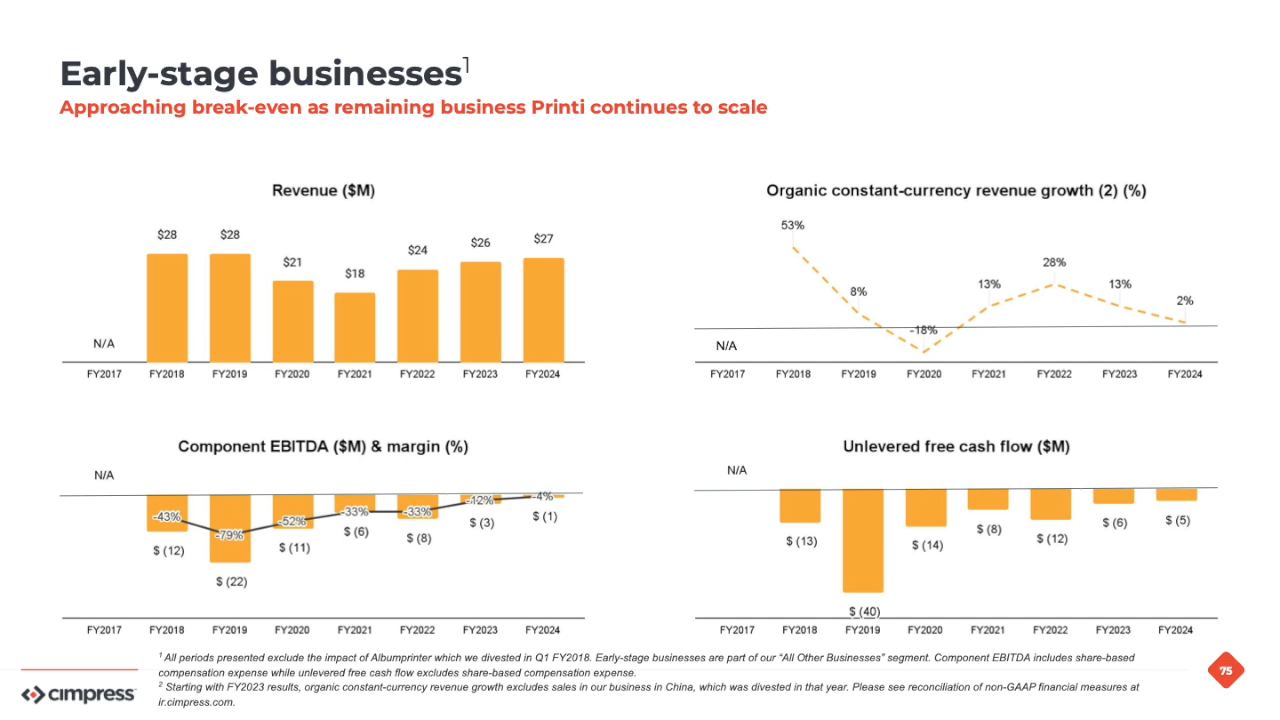 Early-stage businesses1
Approaching break-even as remaining business Printi continues to scale
Revenue ($M)
N/A
$28
$28
$21
$18
$24
$26
$27
FY2017 FY2018 FY2019 FY2020 FY2021 FY2022 FY2023 FY2024
Organic constant-currency revenue growth (2) (%)
N/A
53%
8%
-18%
13%
28%
13%
2%
FY2017 FY2018 FY2019 FY2020 FY2021 FY2022 FY2023 FY2024
Component EBITDA ($M) & margin (%)
N/A
-43%
-79%
-52%
-33%
-33%
-12%
-4%
$ (12)
$ (22)
$ (11)
$ (6)
$ (8)
$ (3)
$ (1)
FY2017 FY2018 FY2019 FY2020 FY2021 FY2022 FY2023 FY2024
Unlevered free cash flow ($M)
N/A
$ (13)
$ (40)
$ (14)
$ (8)
$ (12)
$ (6)
$ (5)
FY2017 FY2018 FY2019 FY2020 FY2021 FY2022 FY2023 FY2024
1 All periods presented exclude the impact of Albumprinter which we divested in Q1 FY2018. Early-stage businesses are part of our “All Other Businesses” segment. Component EBITDA includes share-based
compensation expense while unlevered free cash flow excludes share-based compensation expense.
2 Starting with FY2023 results, organic constant-currency revenue growth excludes sales in our business in China, which was divested in that year. Please see reconciliation of non-GAAP financial measures at
ir.cimpress.com.
cimpress
75